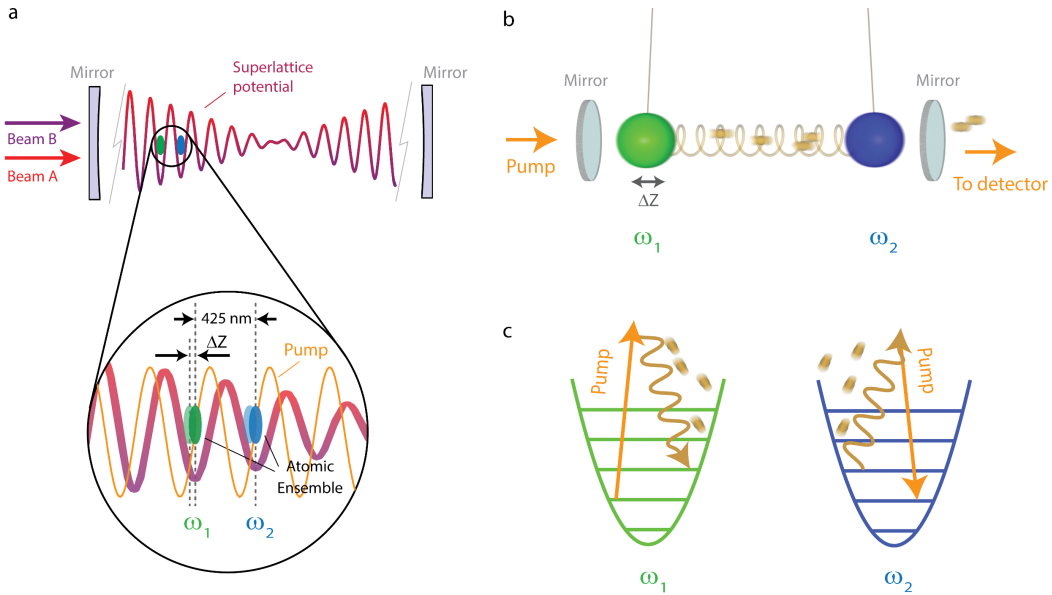 a
Mirror
Superlattice
potential
Mirror
Beam B
Beam A
425 nm
ΔZ
Pump
Atomic
Ensemble
ω1
ω2
b
Mirror
Mirror
Pump
To detector
ΔZ
ω1
ω2
c
Pump
Pump
ω1
ω2